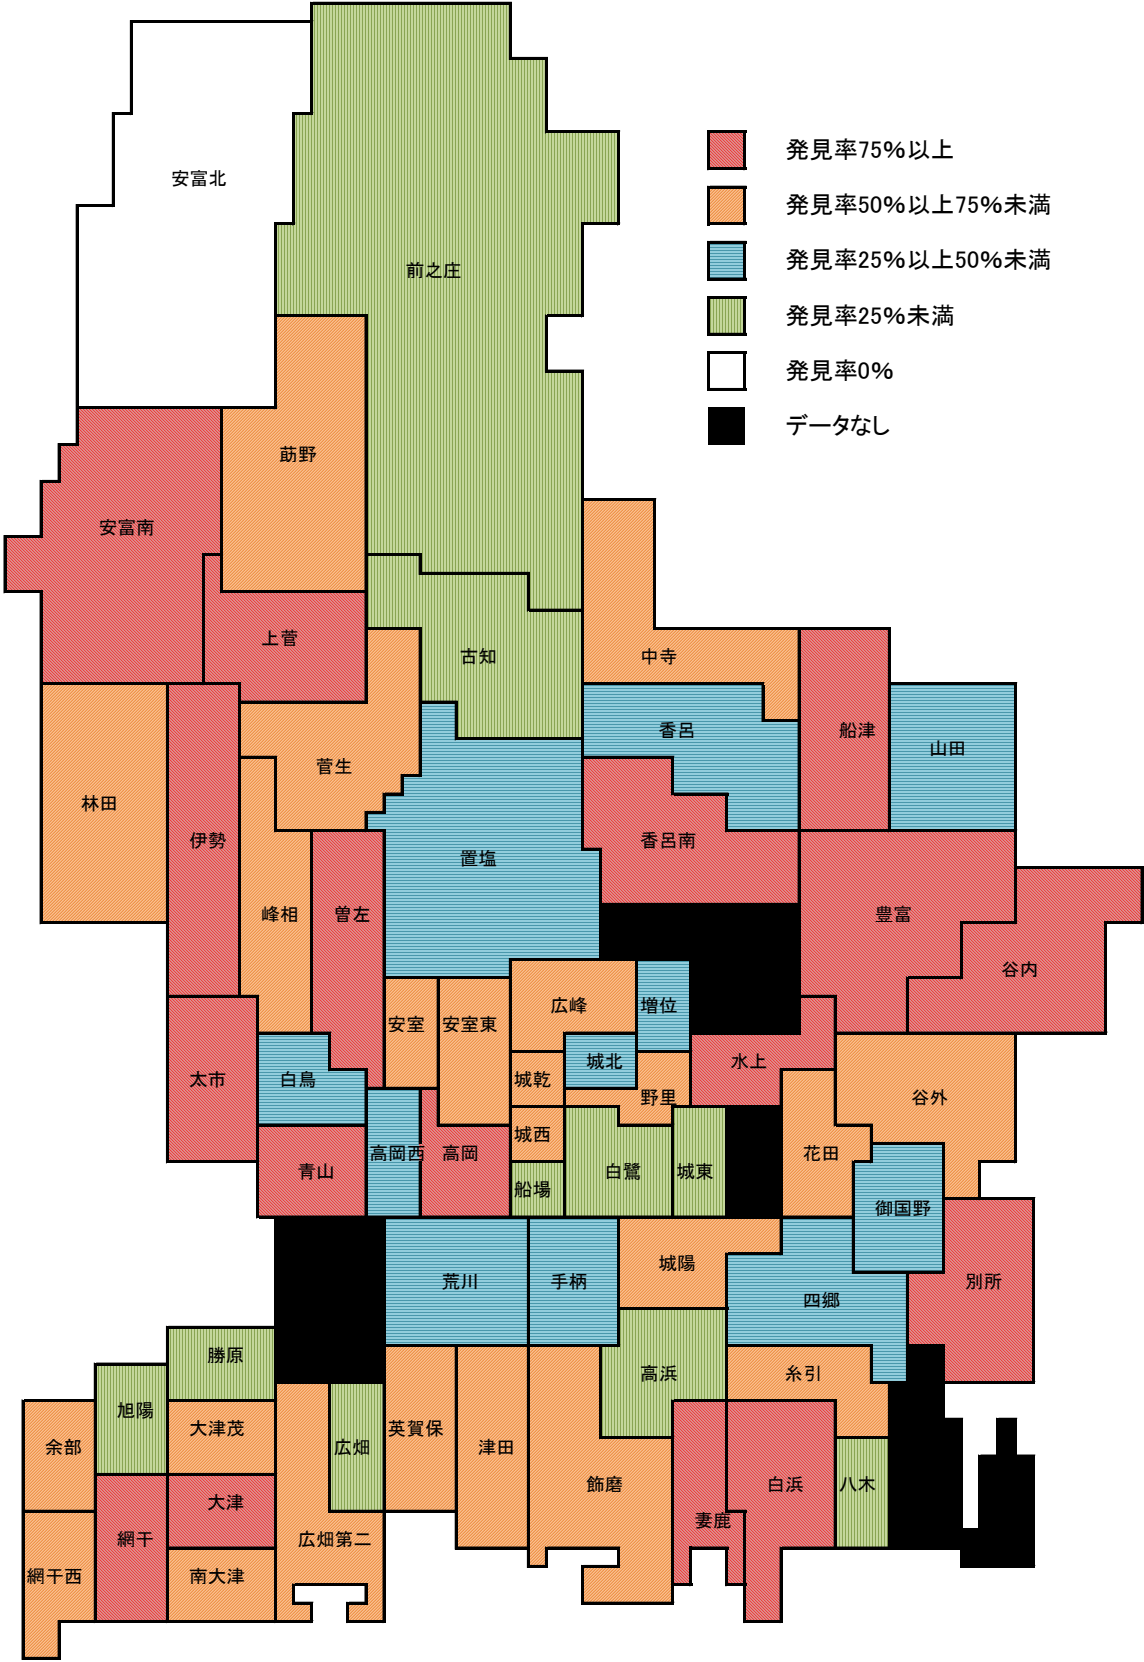 発見率75%以上
安富北
発見率50%以上75%未満
発見率25%以上50%未満
前之庄
発見率25%未満
発見率0%
データなし
莇野
安富南
上菅
古知
中寺
香呂
船津
山田
菅生
林田
伊勢
香呂南
置塩
峰相
曽左
豊富
谷内
安室
安室東
広峰
増位
城北
水上
太市
白鳥
城乾
野里
谷外
城西
高岡西
高岡
花田
青山
白鷺
城東
船場
御国野
城陽
荒川
手柄
別所
四郷
勝原
高浜
糸引
旭陽
大津茂
英賀保
余部
広畑
津田
飾磨
白浜
八木
大津
妻鹿
網干
広畑第二
網干西
南大津